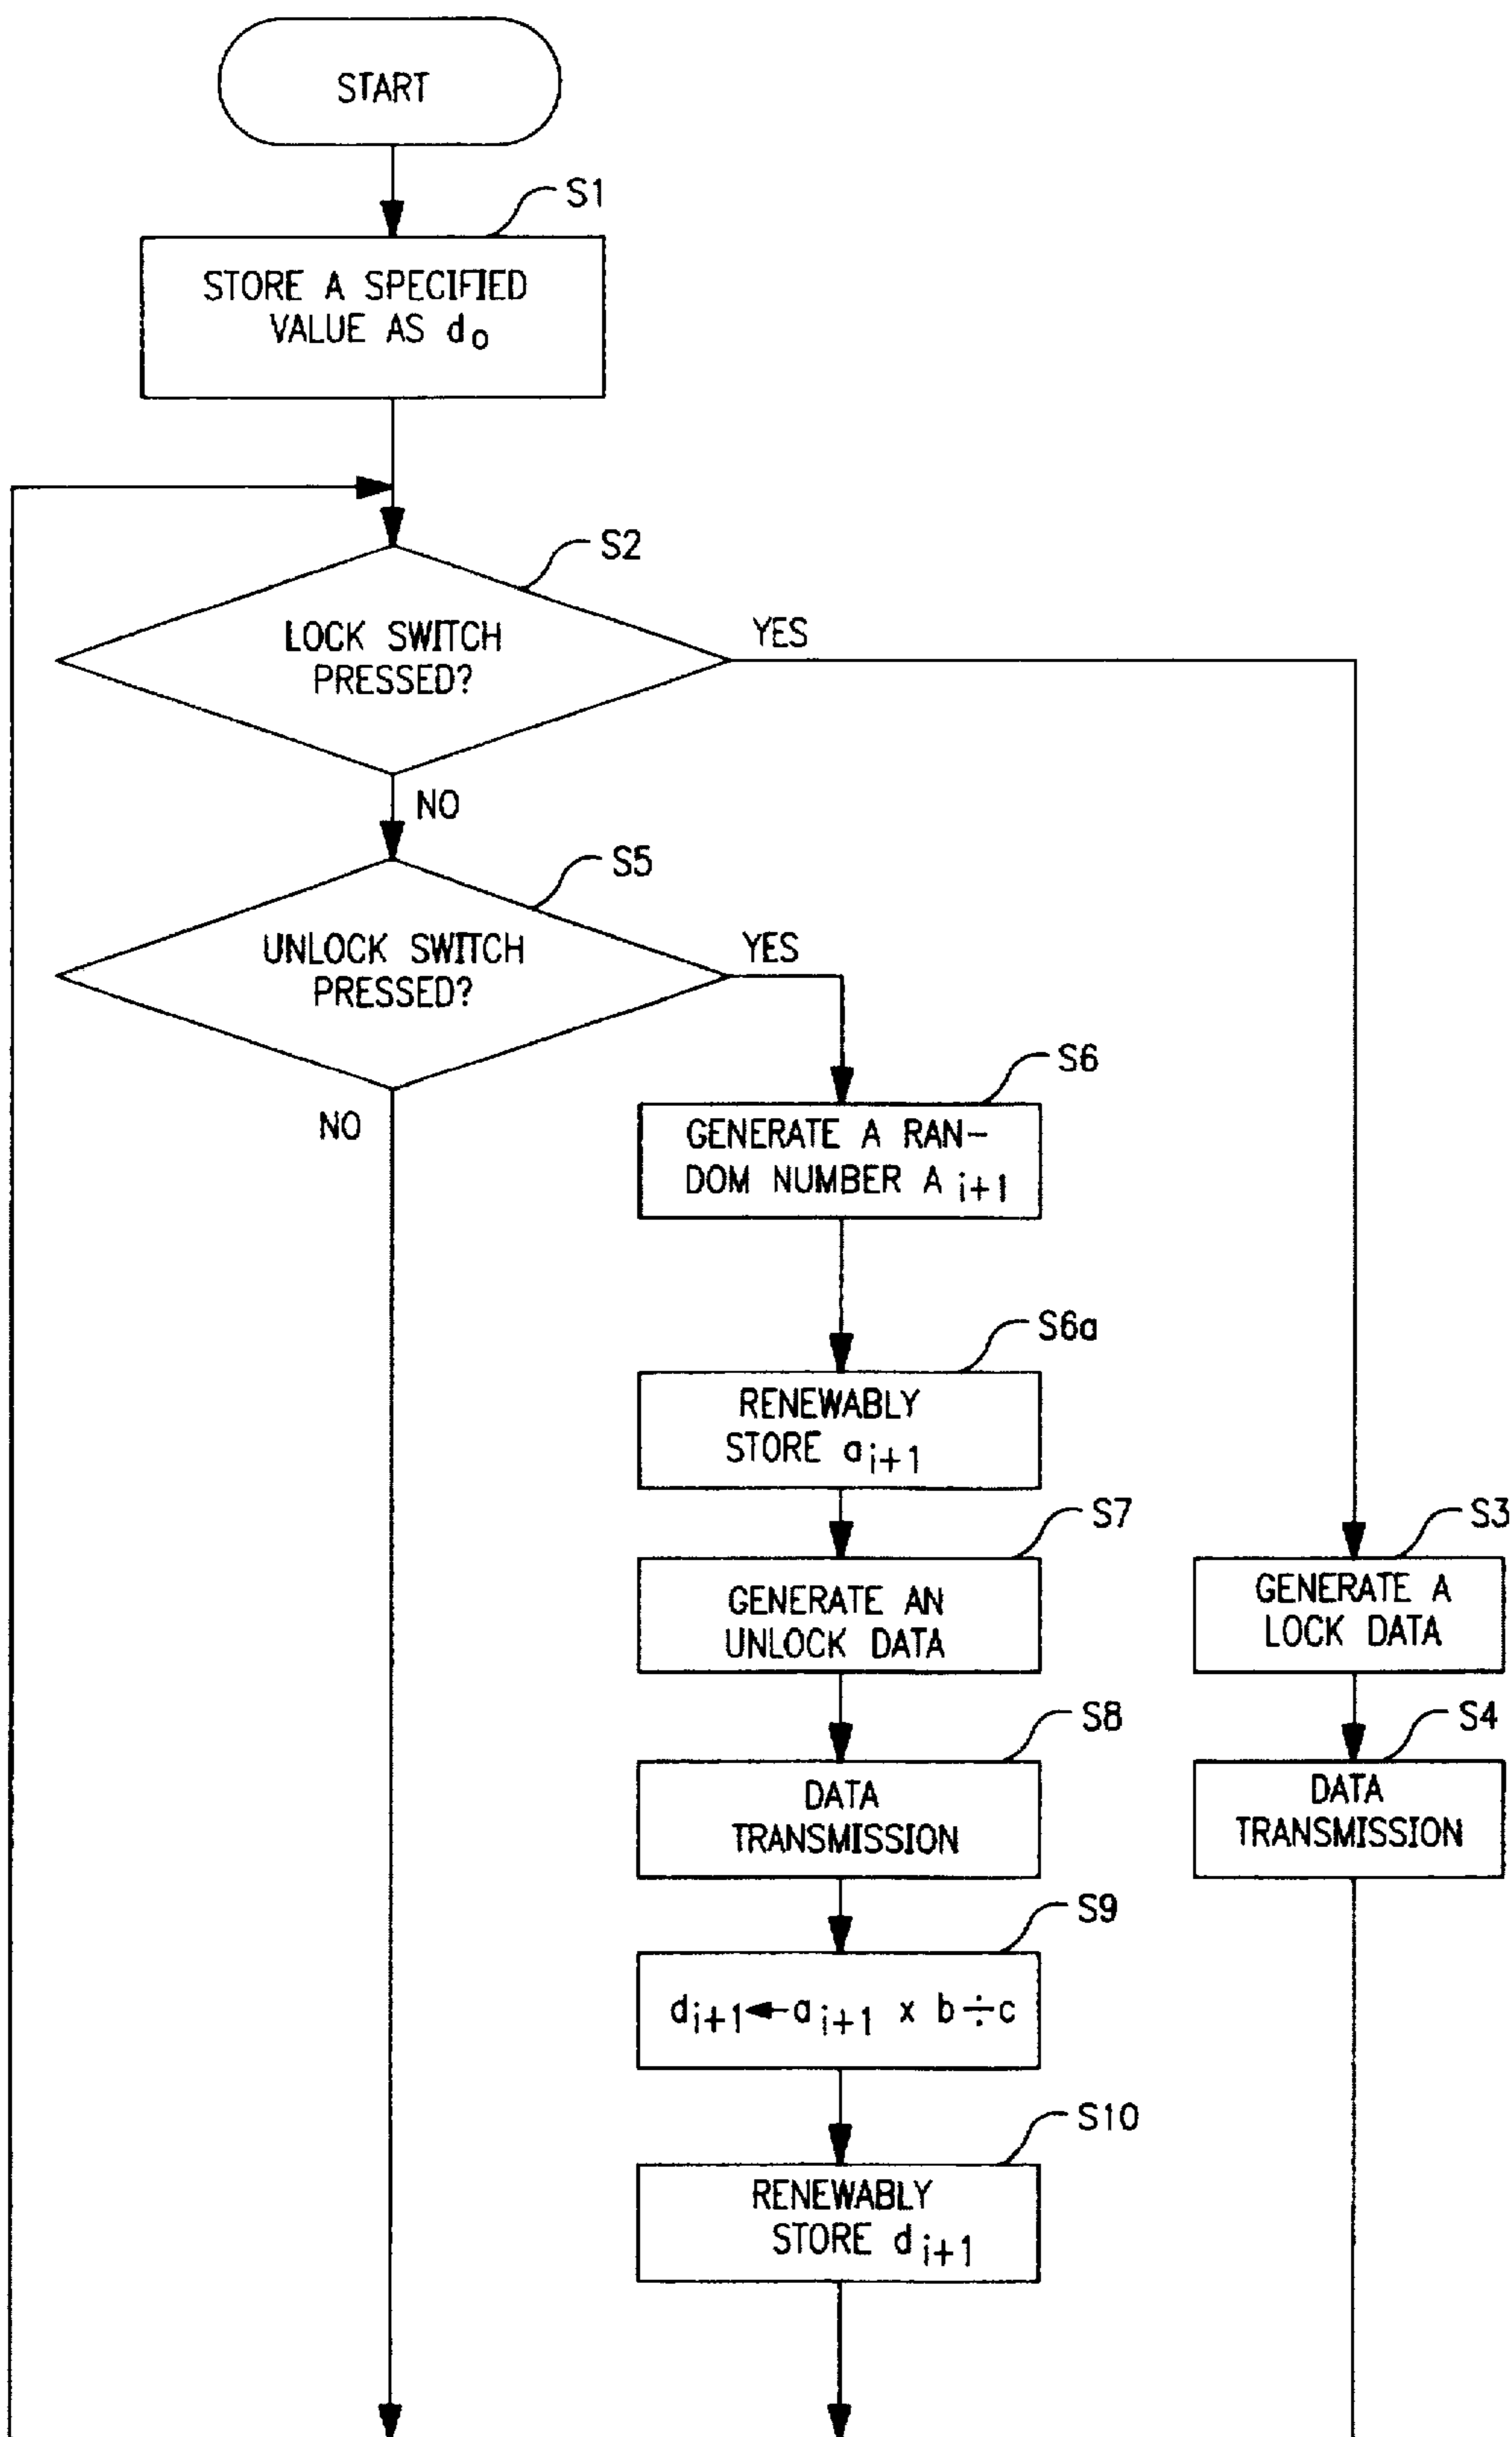 START
S1
STORE A SPECIFIED
VALUE AS do
S2
LOCK SWITCH
PRESSED?
YES
NO
S5
UNLOCK SWITCH
PRESSED?
YES
NO
S6
GENERATE A RAN-
DOM NUMBER A i+1
S6a
RENEWABLY
STORE ai+1
S7
GENERATE AN
UNLOCK DATA
S3
GENERATE A
LOCK DATA
S8
DATA
TRANSMISSION
S4
DATA
TRANSMISSION
S9
di+1←ai+1 x b÷c
S10
RENEWABLY
STORE di+1